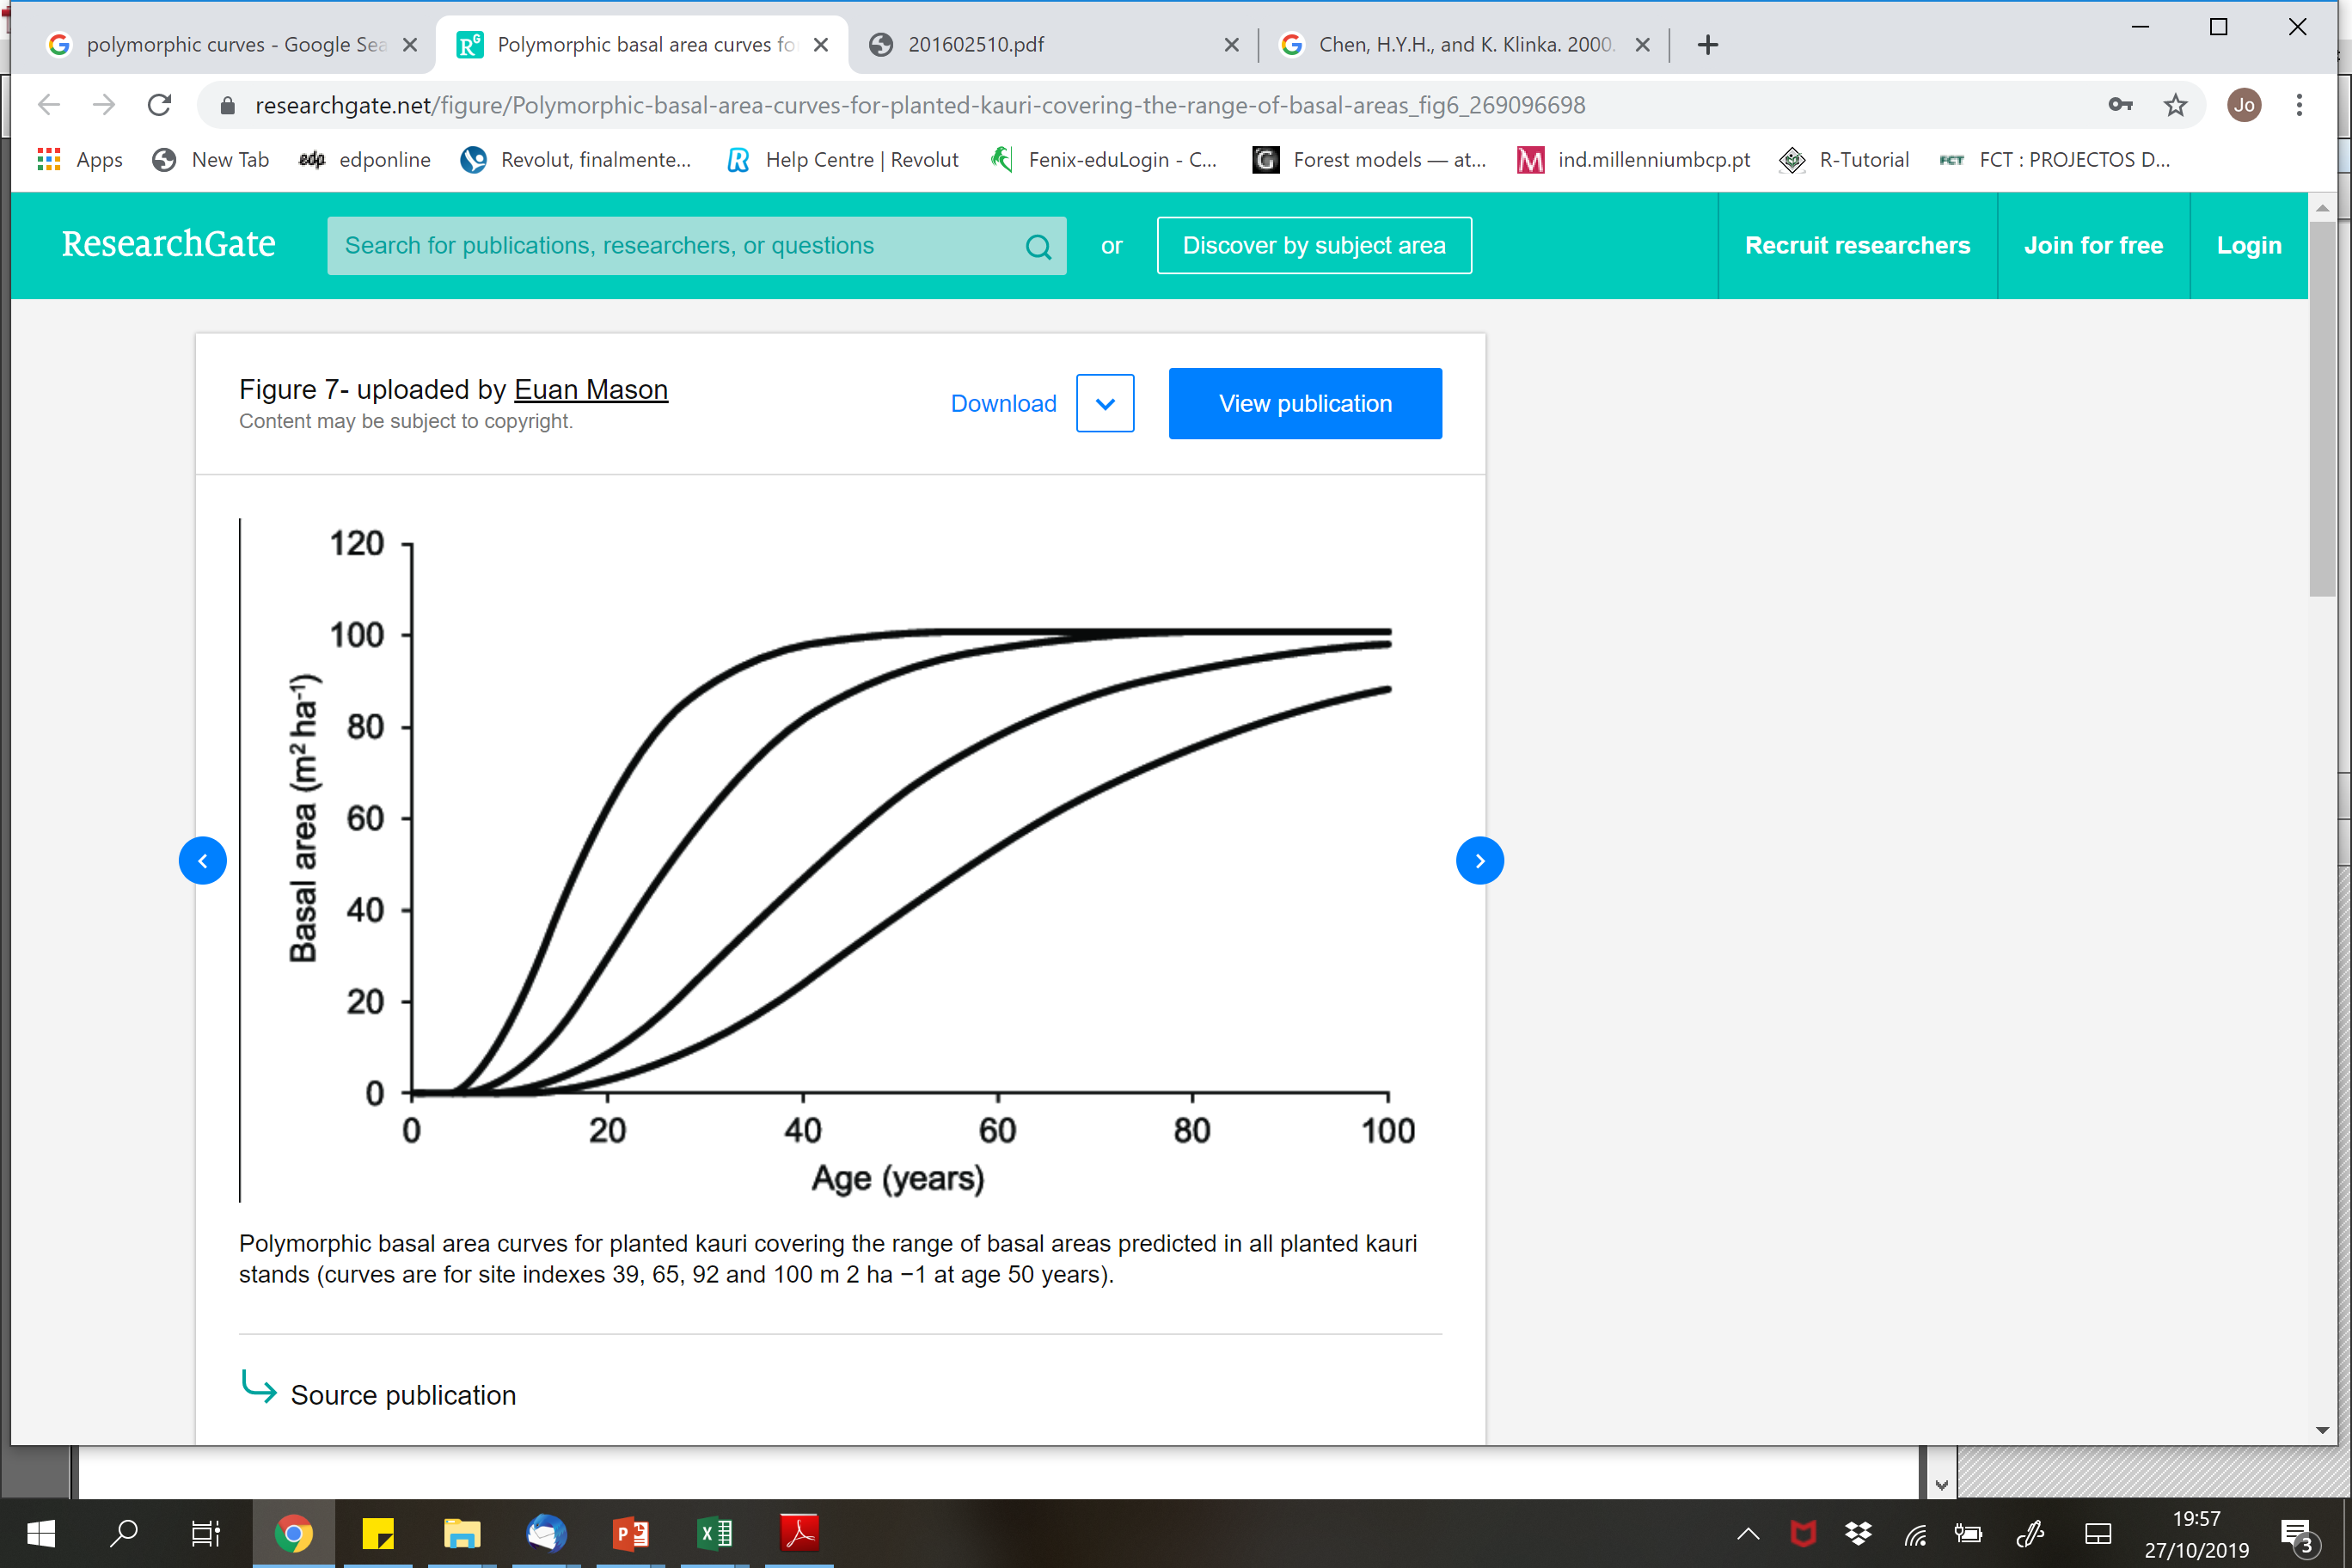 polymorphic curves - Google Sea
Polymorphic basal area curves fo
201602510.pdf
Chen, H.Y.H., and K. Klinka. 2000.
researchgate.net/figure/Polymorphic-basal-area-curves-for-planted-kauri-covering-the-range-of-basal-areas_fig6_269096698
Jo
Apps
New Tab
edp
edponline
Revolut, finalmente...
Help Centre | Revolut
Fenix-eduLogin - C...
Forest models — at...
ind.millenniumbcp.pt
R-Tutorial
FCT
FCT : PROJECTOS D...
ResearchGate
Search for publications, researchers, or questions
or
Discover by subject area
Recruit researchers
Join for free
Login
Figure 7- uploaded by Euan Mason
Content may be subject to copyright.
Download
View publication
120
100
80
60
40
20
0
Basal area (m² ha⁻¹)
0 20 40 60 80 100
Age (years)
Polymorphic basal area curves for planted kauri covering the range of basal areas predicted in all planted kauri
stands (curves are for site indexes 39, 65, 92 and 100 m 2 ha −1 at age 50 years).
Source publication
19:57
27/10/2019
3